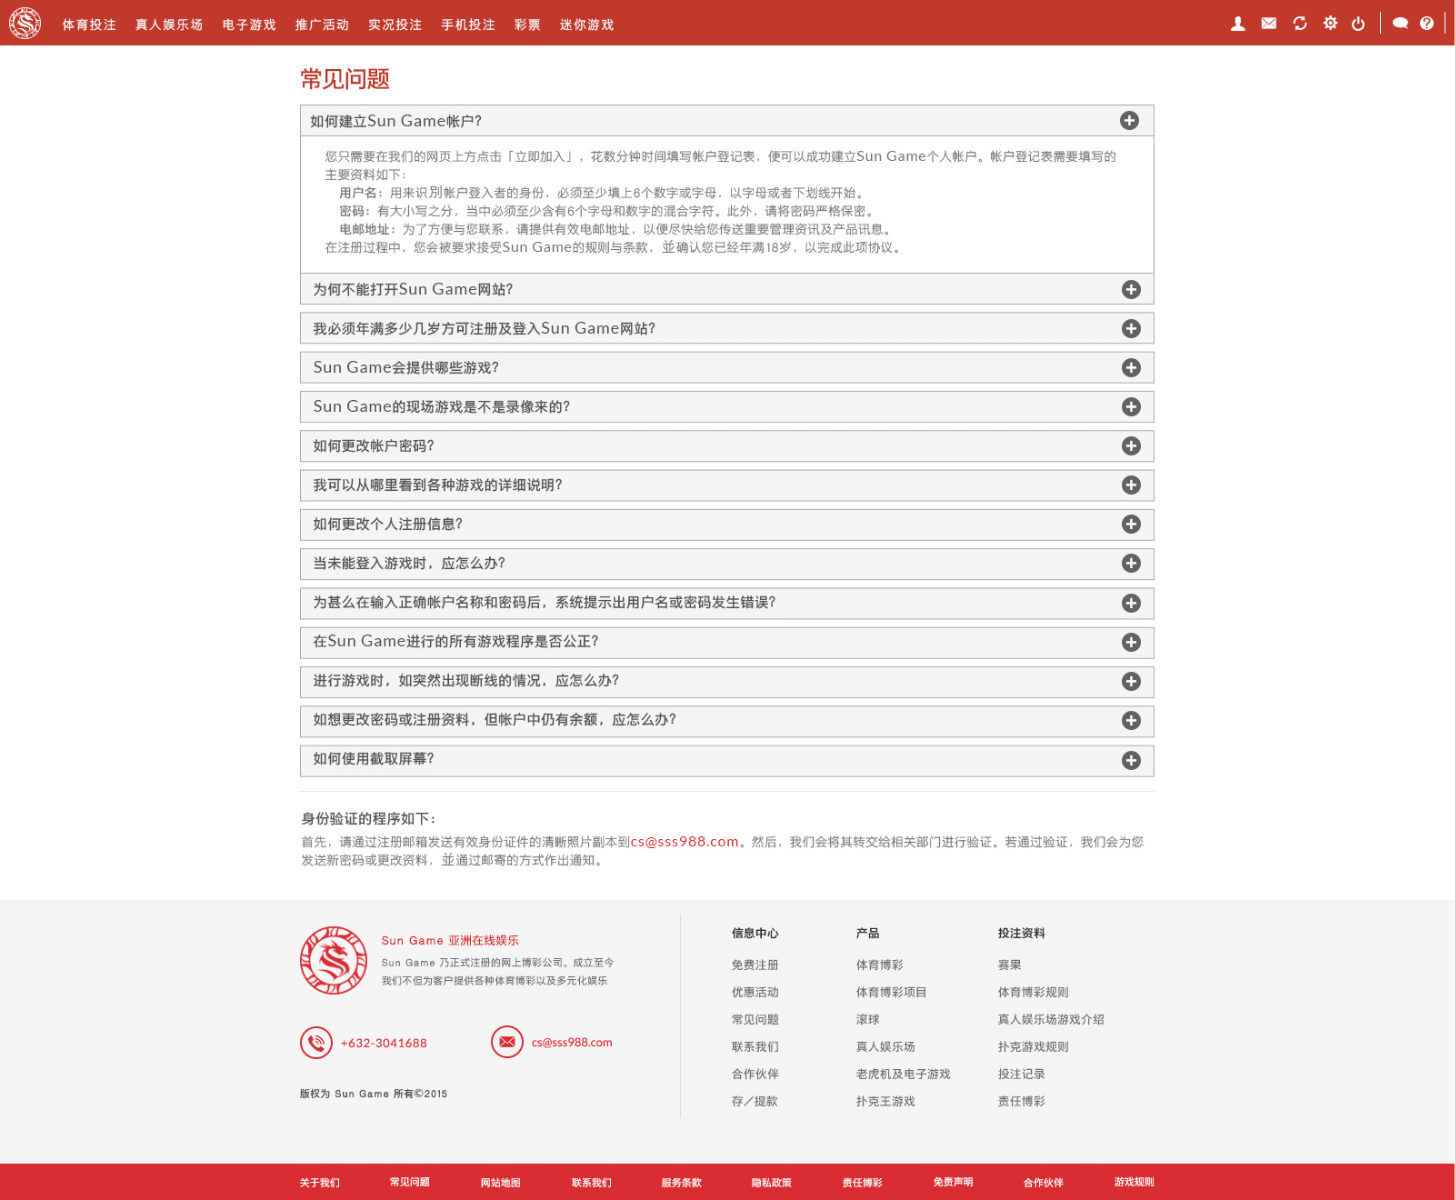 体育投注 真人娱乐场 电子游戏 推广活动 实况投注 手机投注 彩票 迷你游戏
常见问题
如何建立Sun Game帐户?
您只需要在我们的网页上方点击「立即加入」，花数分钟时间填写帐户登记表，便可以成功建立Sun Game个人帐户。帐户登记表需要填写的
主要资料如下：
用户名：用来识別帐户登入者的身份，必须至少填上6个数字或字母，以字母或者下划线开始。
密码：有大小写之分，当中必须至少含有6个字母和数字的混合字符。此外，请将密码严格保密。
电邮地址：为了方便与您联系，请提供有效电邮地址，以便尽快给您传送重要管理资讯及产品讯息。
在注册过程中，您会被要求接受Sun Game的规则与条款，並确认您已经年满18岁，以完成此项协议。
为何不能打开Sun Game网站?
我必须年满多少几岁方可注册及登入Sun Game网站?
Sun Game会提供哪些游戏?
Sun Game的现场游戏是不是录像来的?
如何更改帐户密码?
我可以从哪里看到各种游戏的详细说明?
如何更改个人注册信息?
当未能登入游戏时，应怎么办?
为甚么在输入正确帐户名称和密码后，系统提示出用户名或密码发生错误?
在Sun Game进行的所有游戏程序是否公正?
进行游戏时，如突然出现断线的情况，应怎么办?
如想更改密码或注册资料，但帐户中仍有余额，应怎么办?
如何使用截取屏幕?
身份验证的程序如下：
首先，请通过注册邮箱发送有效身份证件的清晰照片副本到cs@sss988.com。然后，我们会将其转交给相关部门进行验证。若通过验证，我们会为您
发送新密码或更改资料，並通过邮寄的方式作出通知。
Sun Game 亚洲在线娱乐
Sun Game 乃正式注册的网上博彩公司。成立至今
我们不但为客户提供各种体育博彩以及多元化娱乐
+632-3041688 cs@sss988.com
版权为 Sun Game 所有©2015
信息中心 产品 投注资料
免费注册 体育博彩 赛果
优惠活动 体育博彩项目 体育博彩规则
常见问题 滚球 真人娱乐场游戏介绍
联系我们 真人娱乐场 扑克游戏规则
合作伙伴 老虎机及电子游戏 投注记录
存／提款 扑克王游戏 责任博彩
关于我们 常见问题 网站地图 联系我们 服务条款 隐私政策 责任博彩 免责声明 合作伙伴 游戏规则